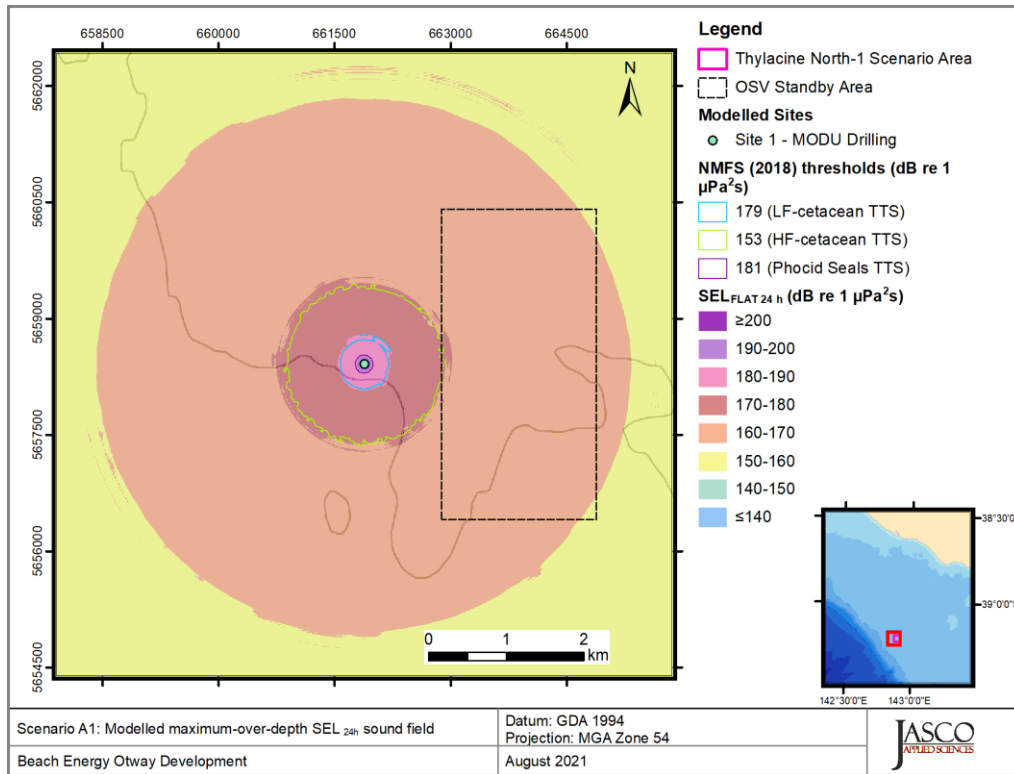 658500 660000 661500 663000 664500
5662000
5660500
5659000
5657500
5656000
5654500
N
0 1 2
km
Legend
Thylacine North-1 Scenario Area
OSV Standby Area
Modelled Sites
Site 1 - MODU Drilling
NMFS (2018) thresholds (dB re 1
µPa²s)
179 (LF-cetacean TTS)
153 (HF-cetacean TTS)
181 (Phocid Seals TTS)
SEL FLAT 24 h (dB re 1 µPa²s)
≥200
190-200
180-190
170-180
160-170
150-160
140-150
≤140
38°30'S
39°0'0"S
142°30'0"E 143°0'0"E
Scenario A1: Modelled maximum-over-depth SEL 24h sound field
Datum: GDA 1994
Projection: MGA Zone 54
Beach Energy Otway Development
August 2021
JASCO
APPLIED SCIENCES